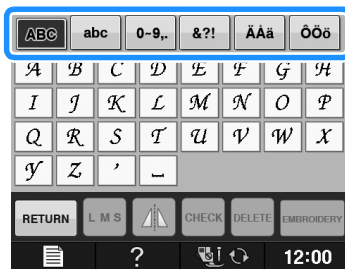 ABC abc 0~9,. &?! ÄÅä ÔÖö
A B C D E F G H
I J K L M N O P
Q R S T U V W X
Y Z ’ ⎵
RETURN L M S CHECK DELETE EMBROIDERY
? 12:00